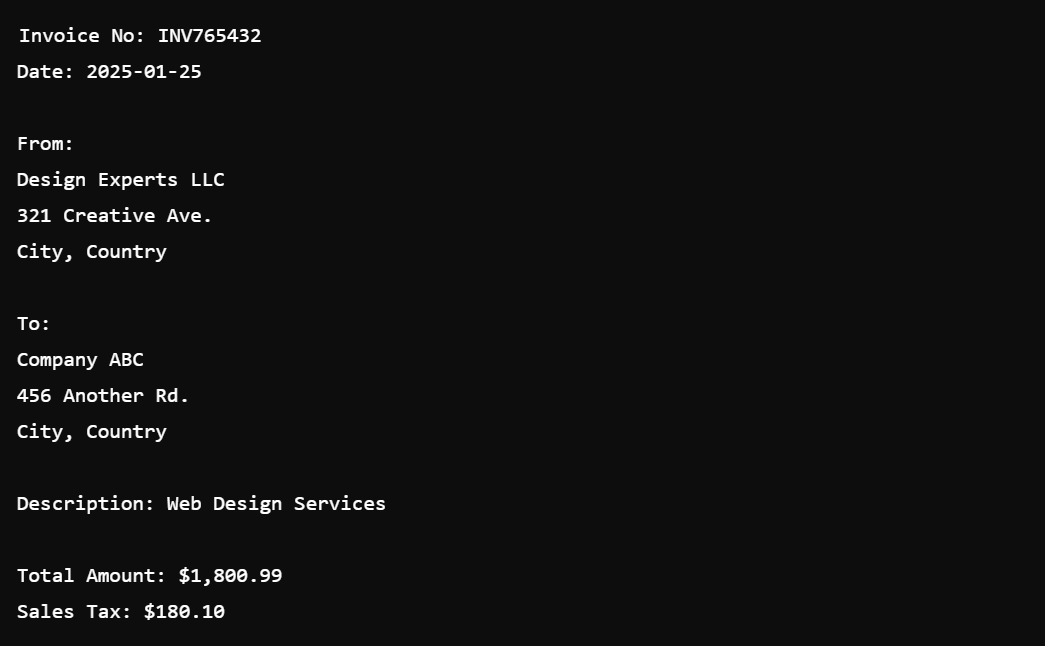 Invoice No: INV765432
Date: 2025-01-25
From:
Design Experts LLC
321 Creative Ave.
City, Country
To:
Company ABC
456 Another Rd.
City, Country
Description: Web Design Services
Total Amount: $1,800.99
Sales Tax: $180.10